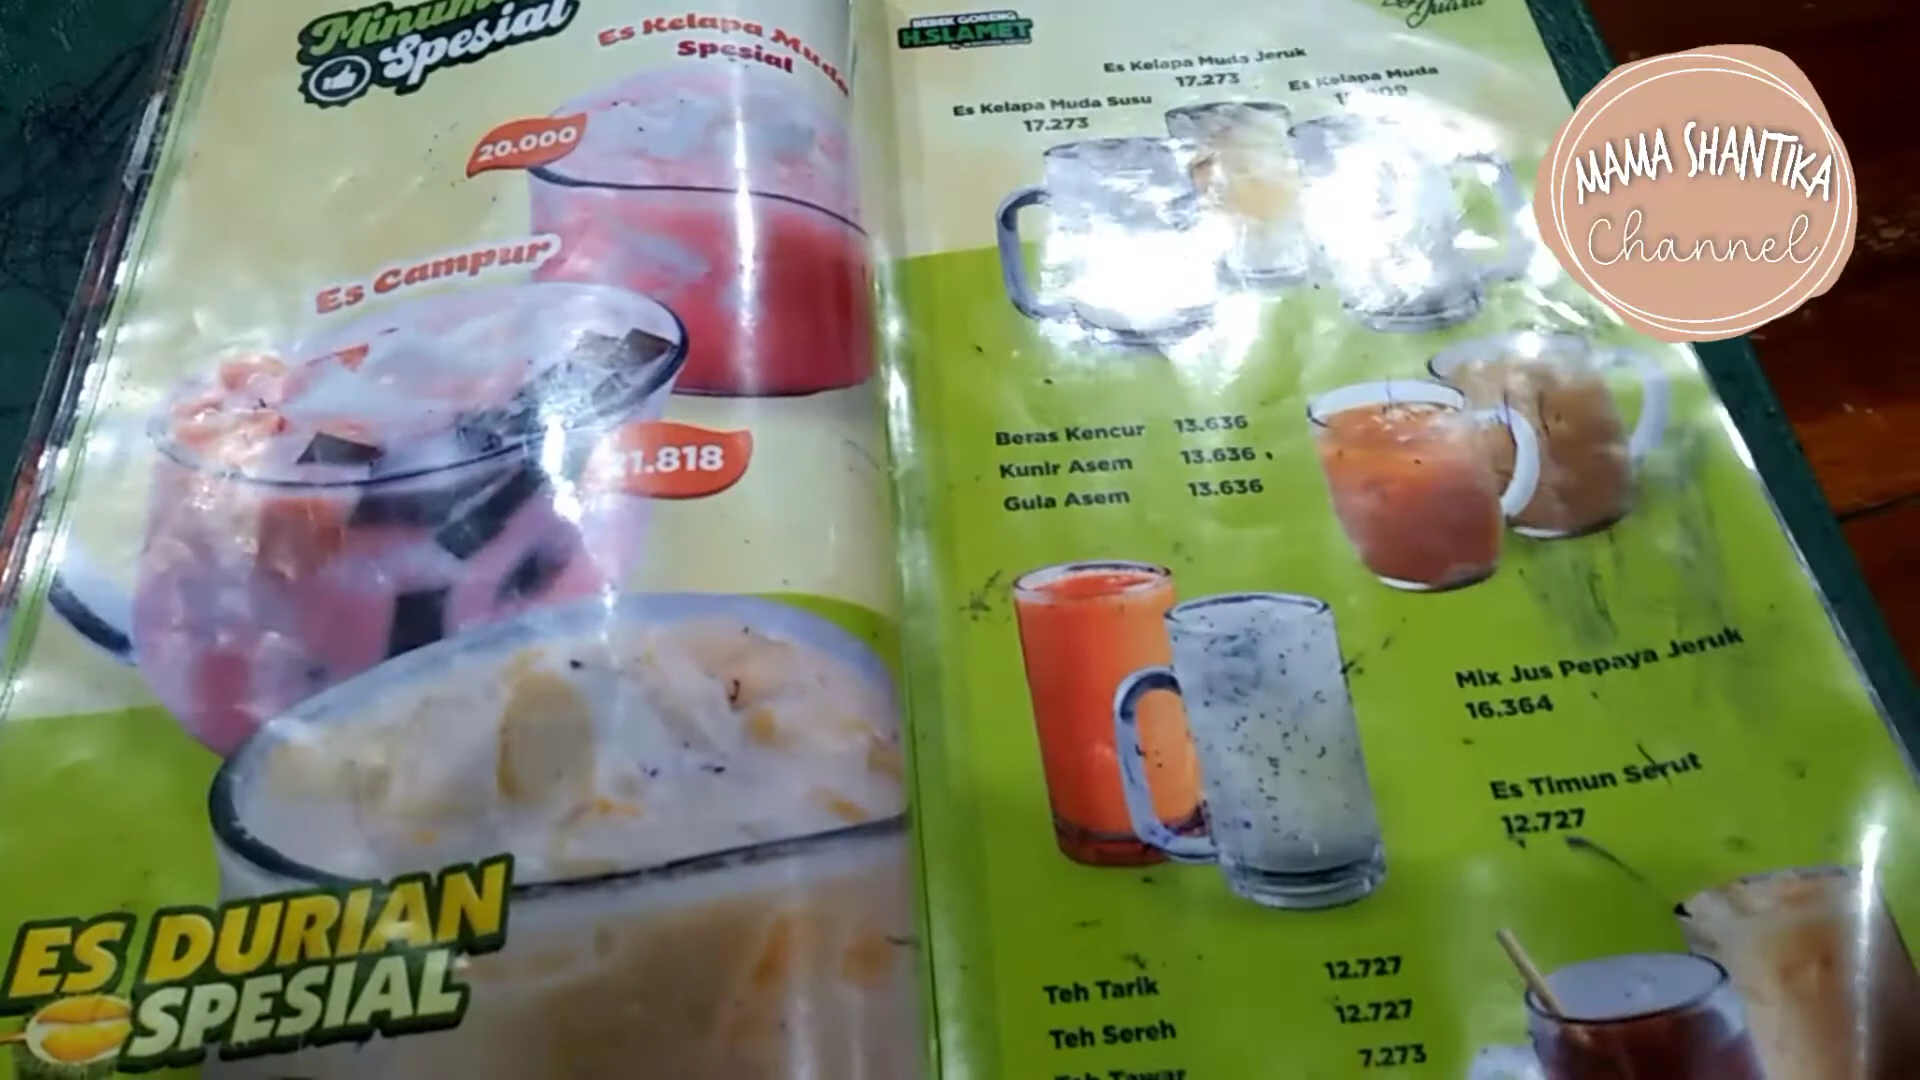 Minuman
Spesial
Es Kelapa Muda
Spesial
20.000
Es Campur
21.818
ES DURIAN
SPESIAL
BEBEK GORENG
H.SLAMET
Es Kelapa Muda Jeruk
17.273
Es Kelapa Muda Susu
17.273
Es Kelapa Muda
Beras Kencur 13.636
Kunir Asem 13.636
Gula Asem 13.636
Mix Jus Pepaya Jeruk
16.364
Es Timun Serut
12.727
Teh Tarik 12.727
Teh Sereh 12.727
Teh Tawar 7.273
MAMA SHANTIKA
Channel